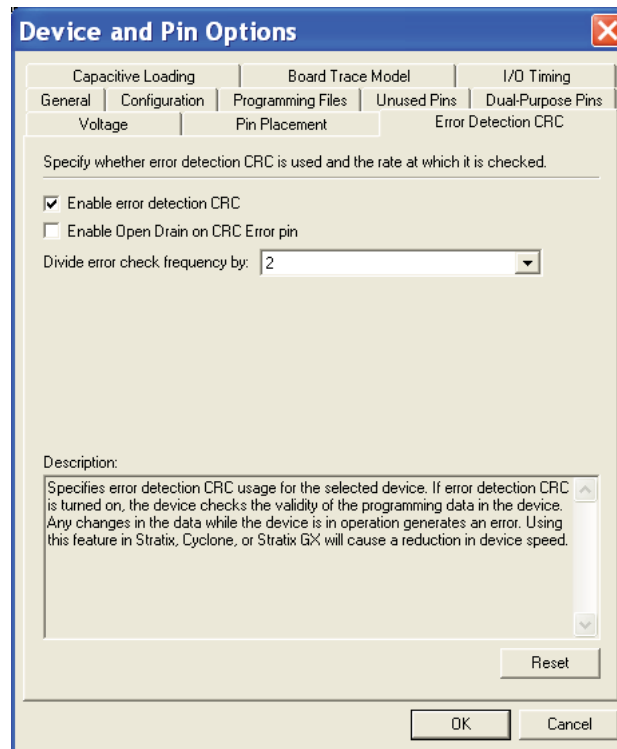 Device and Pin Options
Capacitive Loading Board Trace Model I/O Timing
General Configuration Programming Files Unused Pins Dual-Purpose Pins
Voltage Pin Placement Error Detection CRC
Specify whether error detection CRC is used and the rate at which it is checked.
Enable error detection CRC
Enable Open Drain on CRC Error pin
Divide error check frequency by: 2
Description:
Specifies error detection CRC usage for the selected device. If error detection CRC
is turned on, the device checks the validity of the programming data in the device.
Any changes in the data while the device is in operation generates an error. Using
this feature in Stratix, Cyclone, or Stratix GX will cause a reduction in device speed.
Reset
OK Cancel